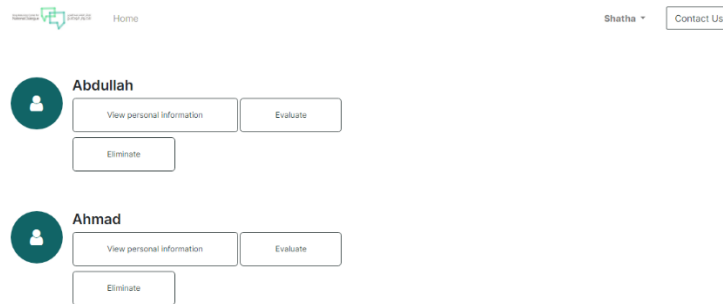 Home
Shatha
Contact Us
Abdullah
View personal information
Evaluate
Eliminate
Ahmad
View personal information
Evaluate
Eliminate